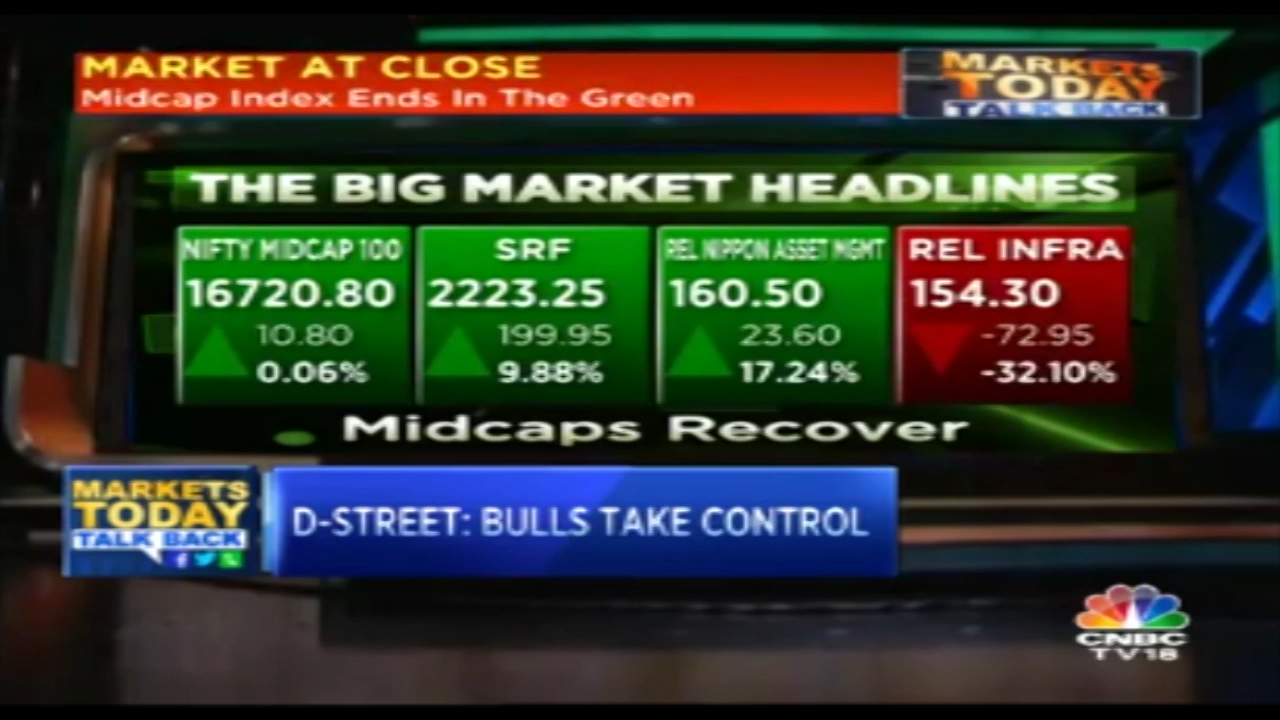 MARKET AT CLOSE
Midcap Index Ends In The Green
MARKETS
TODAY
TALK BACK
THE BIG MARKET HEADLINES
NIFTY MIDCAP 100
16720.80
10.80
0.06%
SRF
2223.25
199.95
9.88%
REL NIPPON ASSET MGMT
160.50
23.60
17.24%
REL INFRA
154.30
-72.95
-32.10%
Midcaps Recover
MARKETS
TODAY
TALK BACK
D-STREET: BULLS TAKE CONTROL
CNBC
TV18